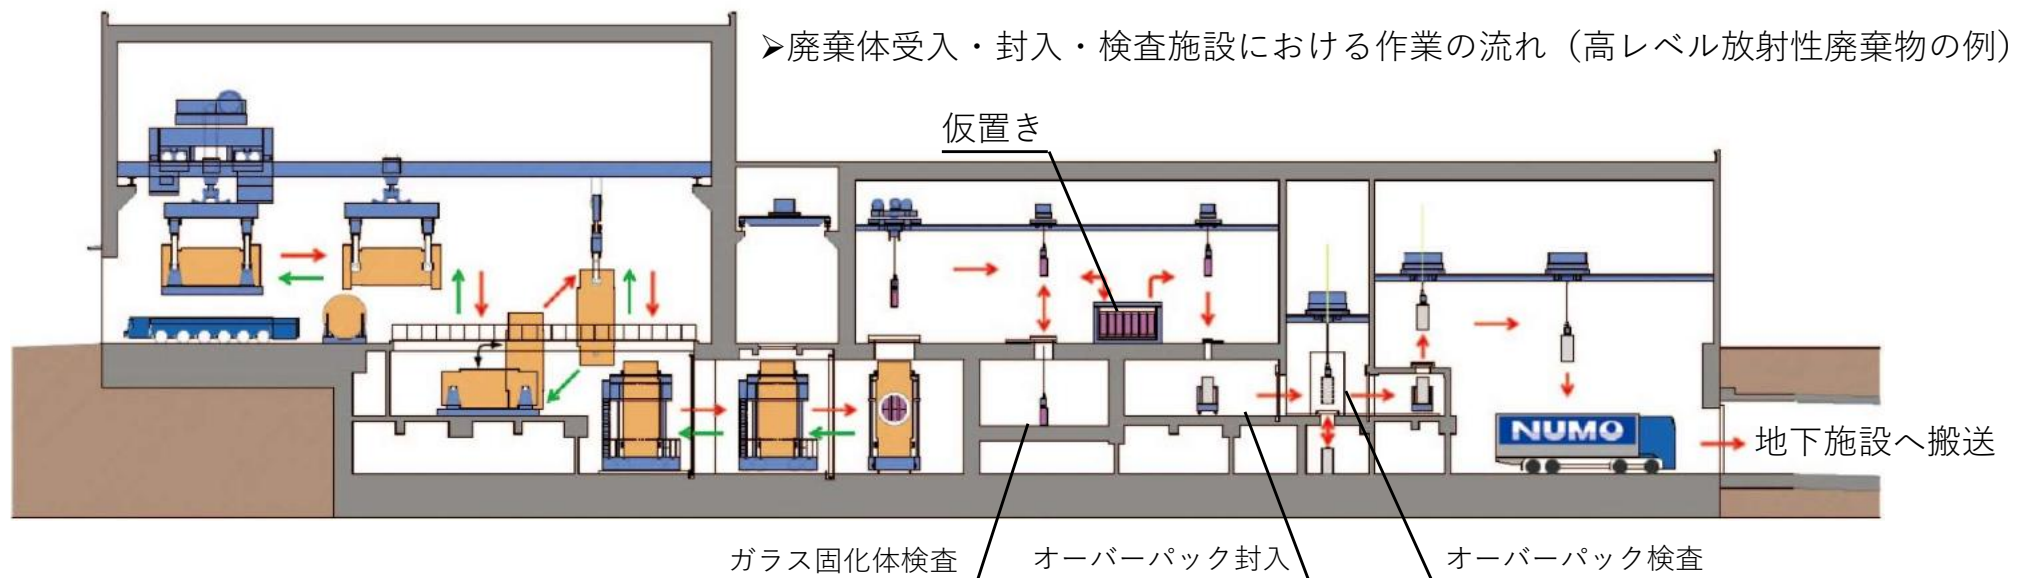 ➢廃棄体受入・封入・検査施設における作業の流れ（高レベル放射性廃棄物の例）
仮置き
NUMO
地下施設へ搬送
ガラス固化体検査
オーバーパック封入
オーバーパック検査